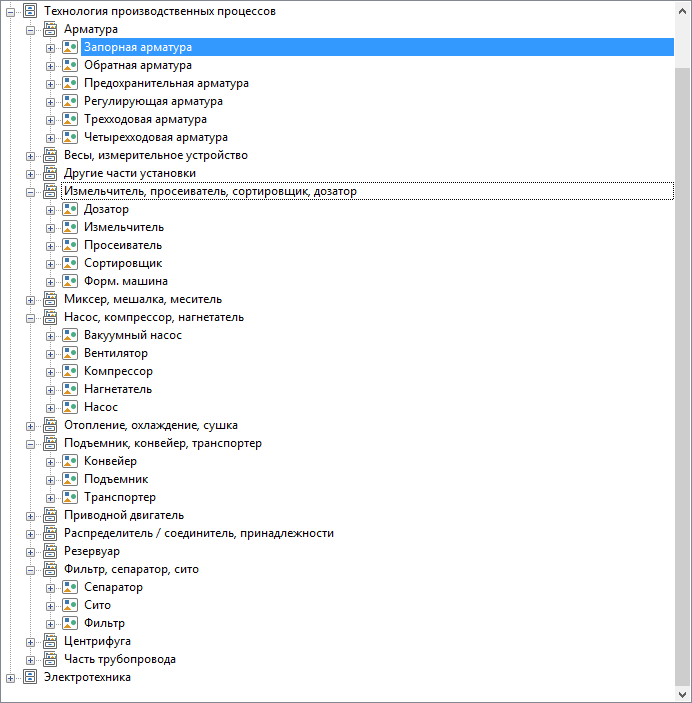 Технология производственных процессов
Арматура
Запорная арматура
Обратная арматура
Предохранительная арматура
Регулирующая арматура
Трехходовая арматура
Четырехходовая арматура
Весы, измерительное устройство
Другие части установки
Измельчитель, просеиватель, сортировщик, дозатор
Дозатор
Измельчитель
Просеиватель
Сортировщик
Форм. машина
Миксер, мешалка, меситель
Насос, компрессор, нагнетатель
Вакуумный насос
Вентилятор
Компрессор
Нагнетатель
Насос
Отопление, охлаждение, сушка
Подъемник, конвейер, транспортер
Конвейер
Подъемник
Транспортер
Приводной двигатель
Распределитель / соединитель, принадлежности
Резервуар
Фильтр, сепаратор, сито
Сепаратор
Сито
Фильтр
Центрифуга
Часть трубопровода
Электротехника